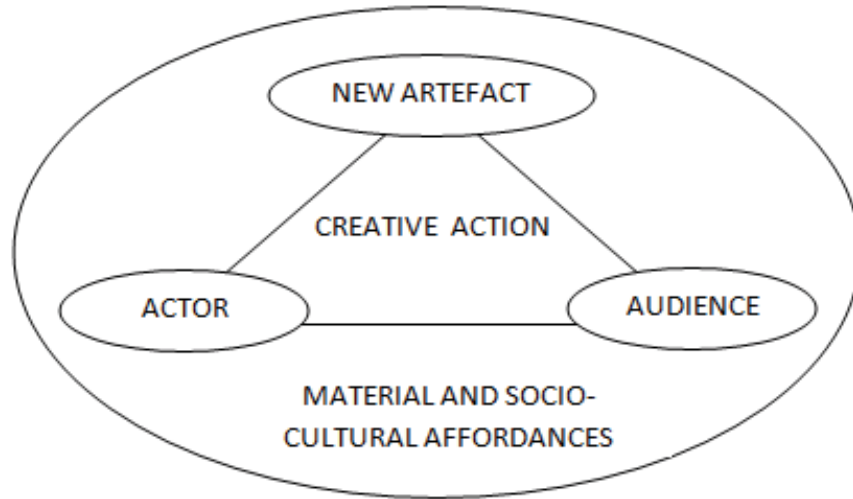 NEW ARTEFACT
CREATIVE ACTION
ACTOR
AUDIENCE
MATERIAL AND SOCIO-
CULTURAL AFFORDANCES